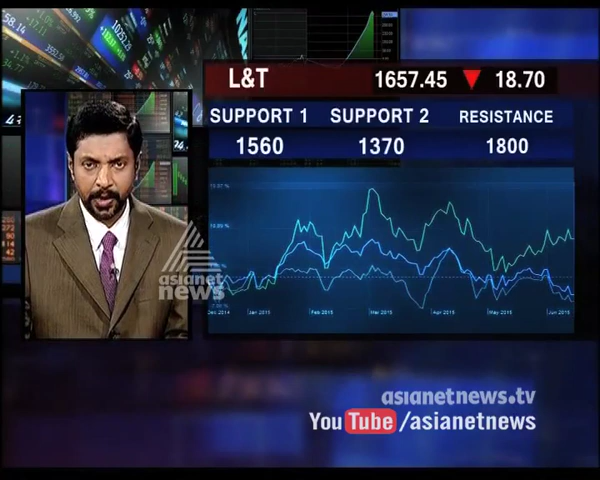 L&T 1657.45 18.70
SUPPORT 1 SUPPORT 2 RESISTANCE
1560 1370 1800
Jan 2015 Feb 2015 Mar 2015 Apr 2015 May 2015 Jun 2015
asianet
news
asianetnews.tv
YouTube/asianetnews